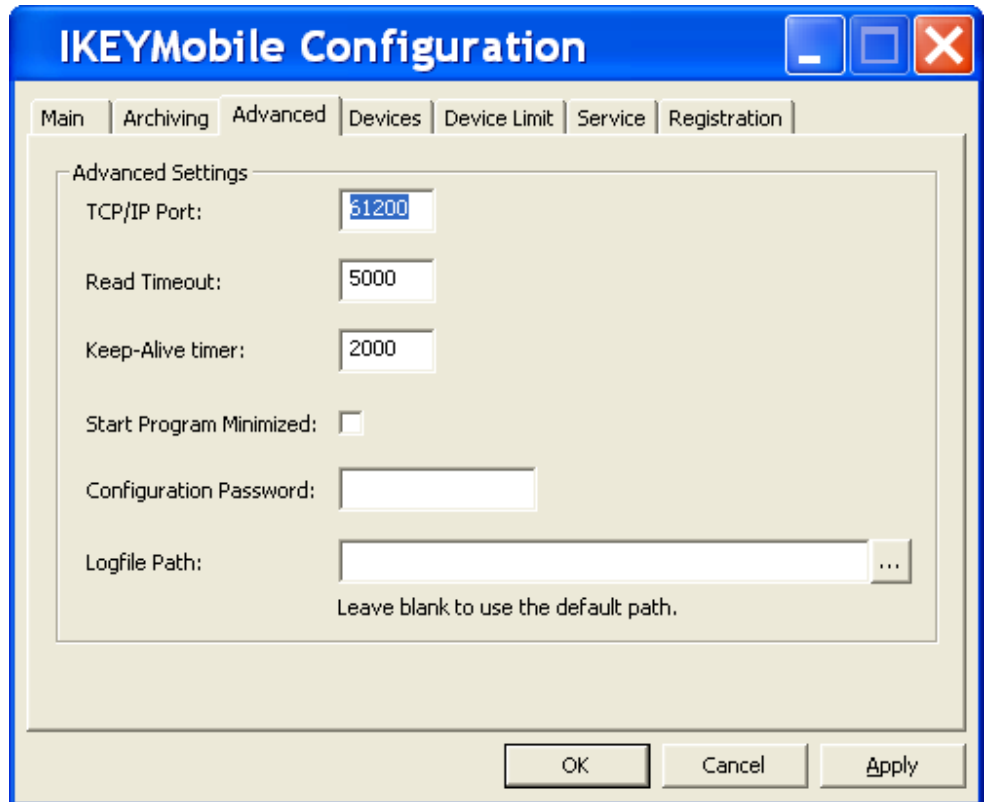 IKEYMobile Configuration
Main Archiving Advanced Devices Device Limit Service Registration
Advanced Settings
TCP/IP Port: 61200
Read Timeout: 5000
Keep-Alive timer: 2000
Start Program Minimized:
Configuration Password:
Logfile Path: ...
Leave blank to use the default path.
OK Cancel Apply